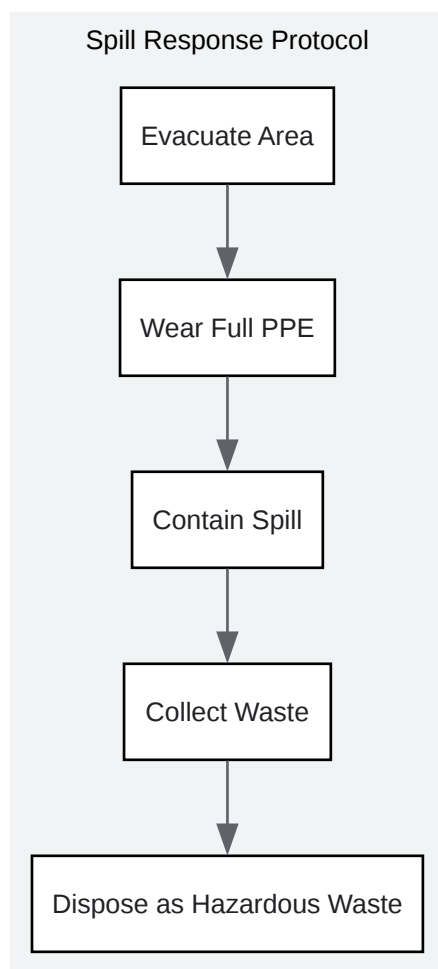 Spill Response Protocol
Evacuate Area
Wear Full PPE
Contain Spill
Collect Waste
Dispose as Hazardous Waste